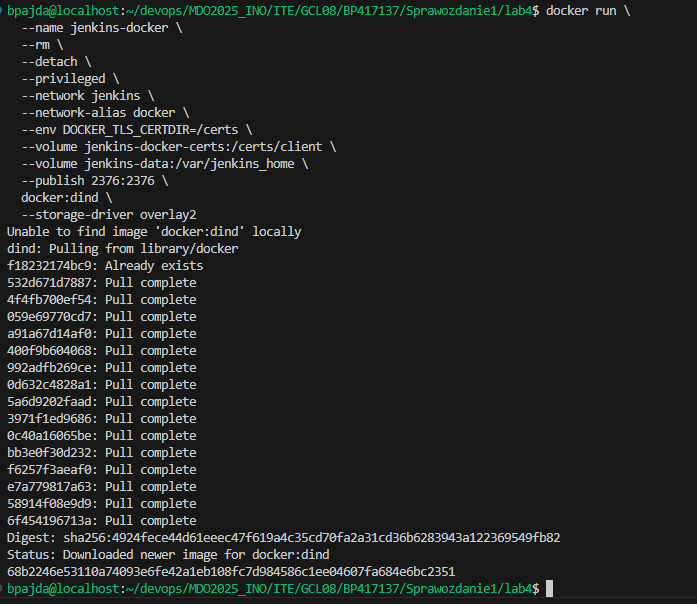 bpajda@localhost:~/devops/MDO2025_INO/ITE/GCL08/BP417137/Sprawozdanie1/lab4$ docker run \
--name jenkins-docker \
--rm \
--detach \
--privileged \
--network jenkins \
--network-alias docker \
--env DOCKER_TLS_CERTDIR=/certs \
--volume jenkins-docker-certs:/certs/client \
--volume jenkins-data:/var/jenkins_home \
--publish 2376:2376 \
docker:dind \
--storage-driver overlay2
Unable to find image 'docker:dind' locally
dind: Pulling from library/docker
f18232174bc9: Already exists
532d671d7887: Pull complete
4f4fb700ef54: Pull complete
059e69770cd7: Pull complete
a91a67d14af0: Pull complete
400f9b604068: Pull complete
992adfb269ce: Pull complete
0d632c4828a1: Pull complete
5a6d9202faad: Pull complete
3971f1ed9686: Pull complete
0c40a16065be: Pull complete
bb3e0f30d232: Pull complete
f6257f3aeaf0: Pull complete
e7a779817a63: Pull complete
58914f08e9d9: Pull complete
6f454196713a: Pull complete
Digest: sha256:4924fece44d61eeec47f619a4c35cd70fa2a31cd36b6283943a122369549fb82
Status: Downloaded newer image for docker:dind
68b2246e53110a74093e6fe42a1eb108fc7d984586c1ee04607fa684e6bc2351
bpajda@localhost:~/devops/MDO2025_INO/ITE/GCL08/BP417137/Sprawozdanie1/lab4$